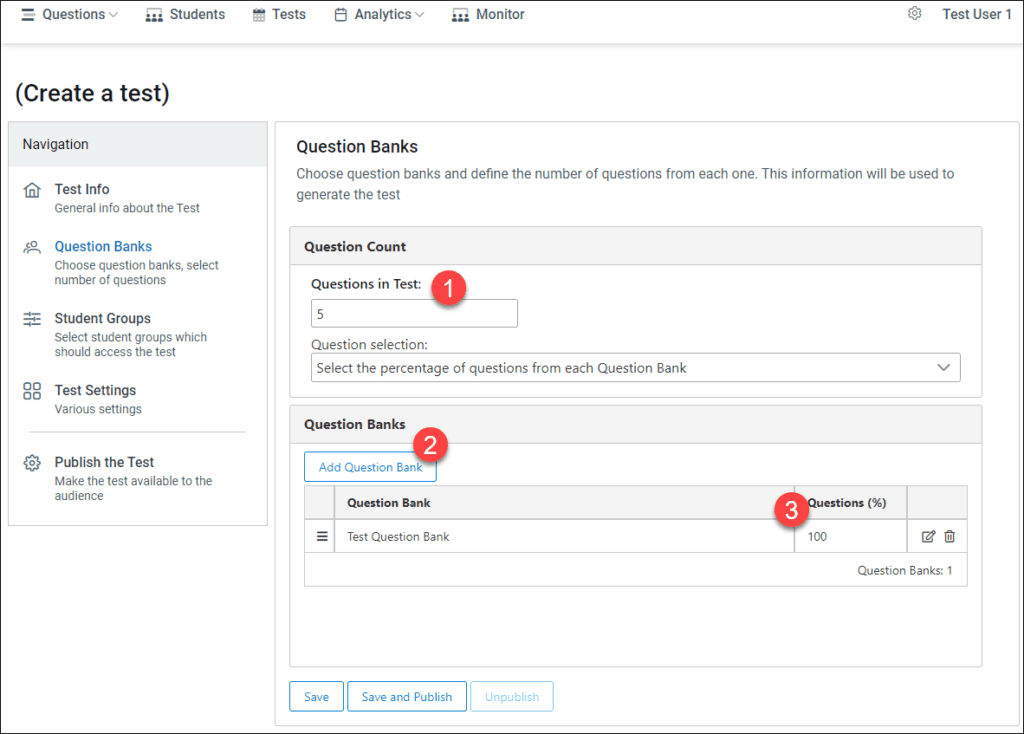 Questions Students Tests Analytics Monitor Test User 1
(Create a test)
Navigation
Test Info
General info about the Test
Question Banks
Choose question banks, select
number of questions
Student Groups
Select student groups which
should access the test
Test Settings
Various settings
Publish the Test
Make the test available to the
audience
Question Banks
Choose question banks and define the number of questions from each one. This information will be used to
generate the test
Question Count
Questions in Test: 1
5
Question selection:
Select the percentage of questions from each Question Bank
Question Banks
2
Add Question Bank
Question Bank 3 Questions (%)
Test Question Bank 100
Question Banks: 1
Save Save and Publish Unpublish